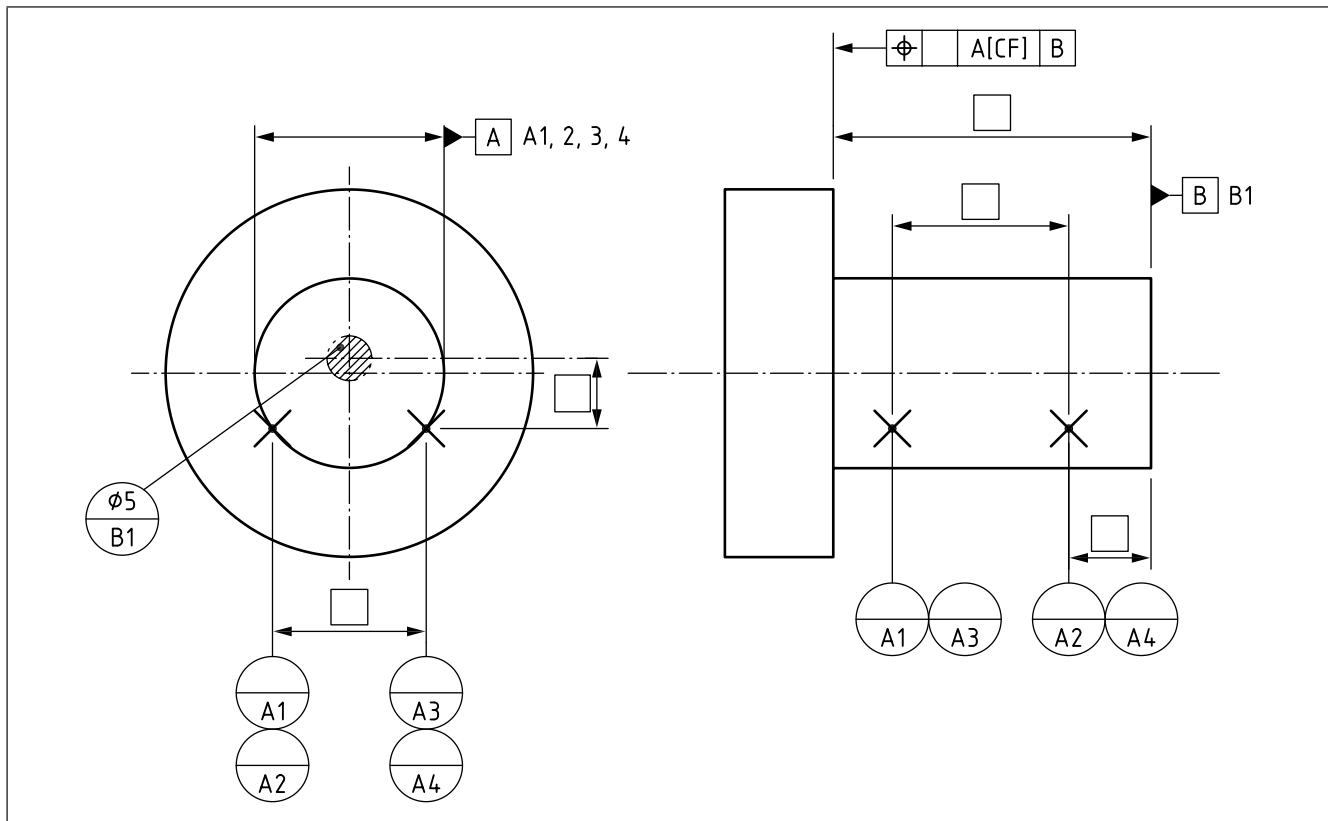 A[CF] B
A A1, 2, 3, 4
B B1
ϕ5
B1
A1 A3 A2 A4
A1 A3
A2 A4